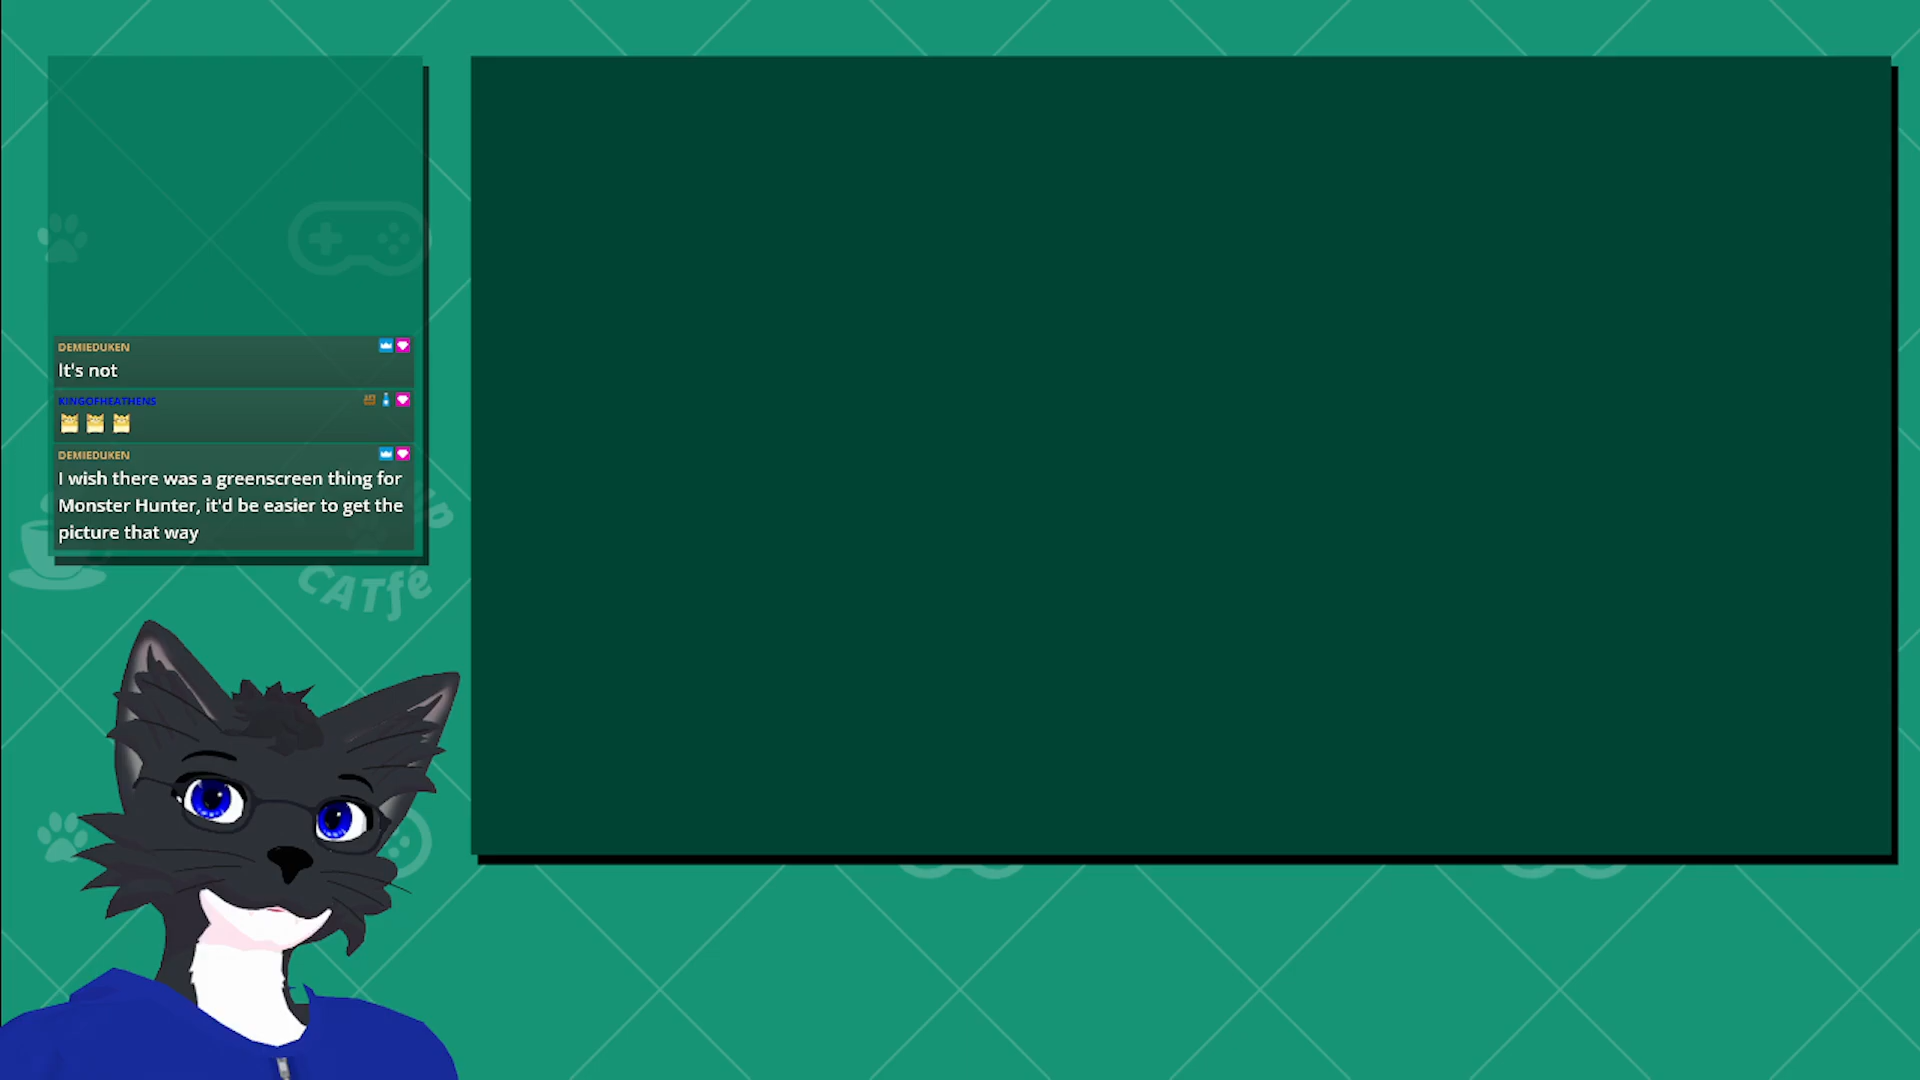 DEMIEDUKEN
It's not
KINGOFHEATHENS
DEMIEDUKEN
I wish there was a greenscreen thing for
Monster Hunter, it'd be easier to get the
picture that way
CATfé